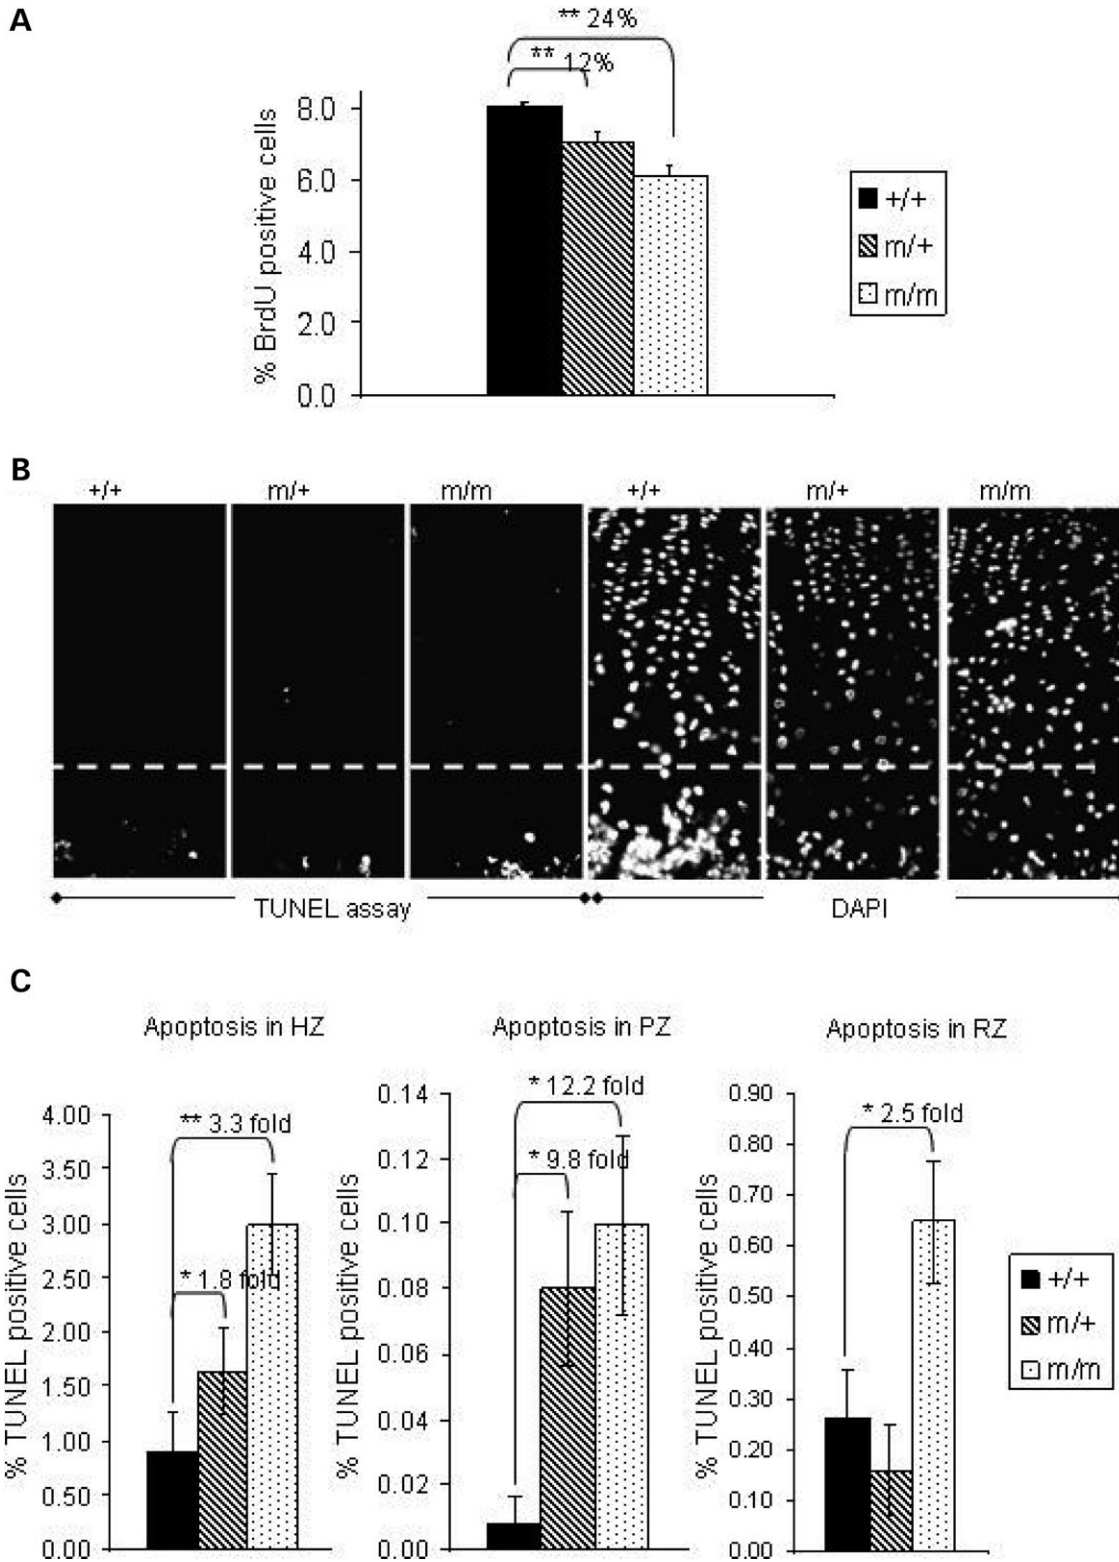 A
** 24%
** 12%
% BrdU positive cells
8.0
6.0
4.0
2.0
0.0
+/+
m/+
m/m
B
+/+ m/+ m/m +/+ m/+ m/m
TUNEL assay DAPI
C
Apoptosis in HZ
% TUNEL positive cells
4.00
3.50
3.00
2.50
2.00
1.50
1.00
0.50
0.00
** 3.3 fold
* 1.8 fold
Apoptosis in PZ
% TUNEL positive cells
0.14
0.12
0.10
0.08
0.06
0.04
0.02
0.00
* 12.2 fold
* 9.8 fold
Apoptosis in RZ
% TUNEL positive cells
0.90
0.80
0.70
0.60
0.50
0.40
0.30
0.20
0.10
0.00
* 2.5 fold
+/+
m/+
m/m